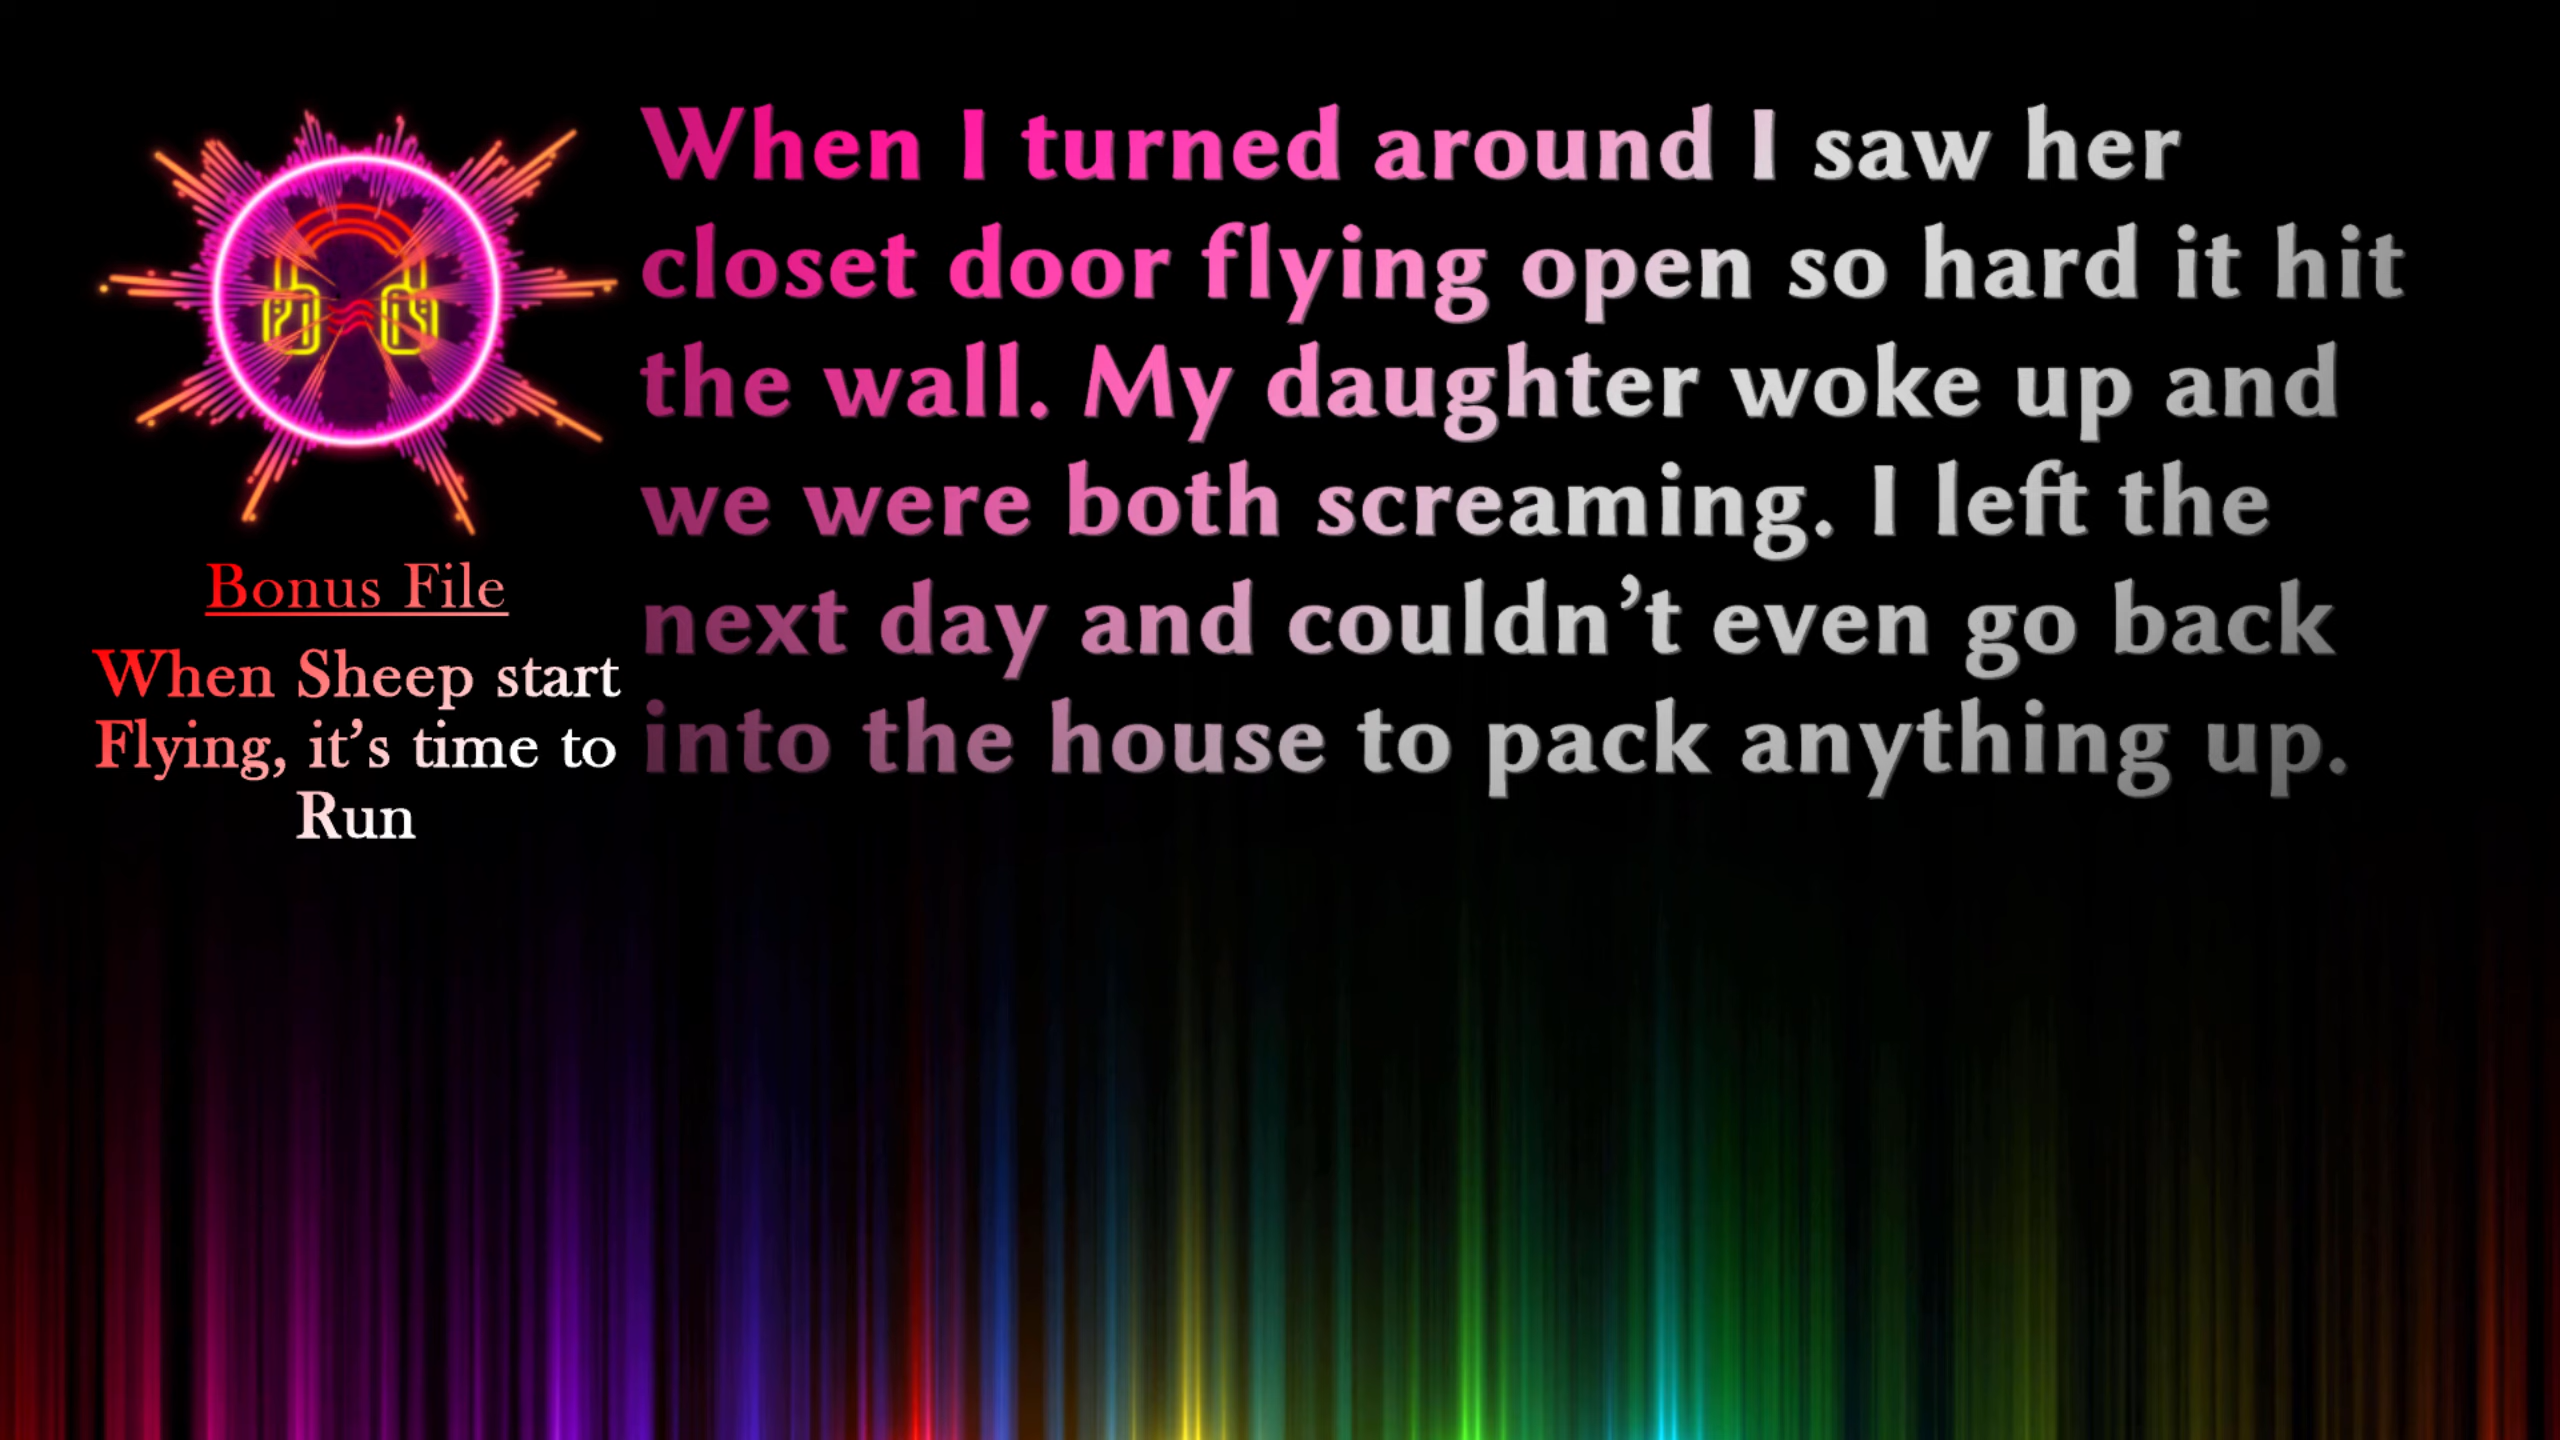 Bonus File
When Sheep start
Flying, it's time to
Run
When I turned around I saw her
closet door flying open so hard it hit
the wall. My daughter woke up and
we were both screaming. I left the
next day and couldn’t even go back
into the house to pack anything up.